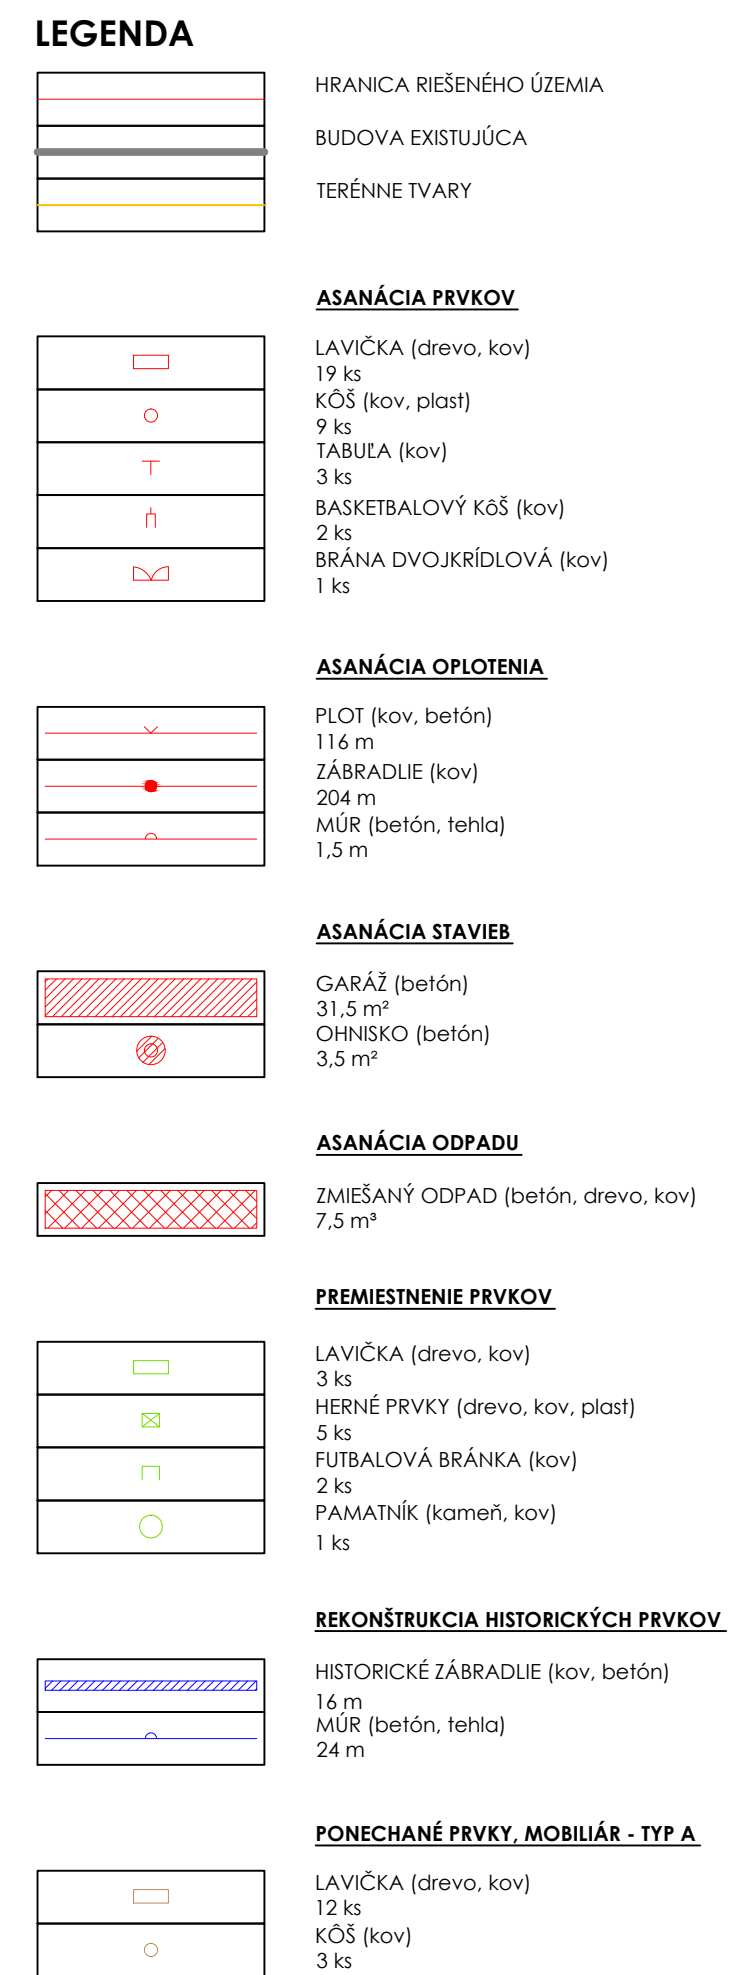 LEGENDA
HRANICA RIEŠENÉHO ÚZEMIA
BUDOVA EXISTUJÚCA
TERÉNNE TVARY
ASANÁCIA PRVKOV
LAVIČKA (drevo, kov)
19 ks
KÔŠ (kov, plast)
9 ks
TABUĽA (kov)
3 ks
BASKETBALOVÝ KôŠ (kov)
2 ks
BRÁNA DVOJKRÍDLOVÁ (kov)
1 ks
ASANÁCIA OPLOTENIA
PLOT (kov, betón)
116 m
ZÁBRADLIE (kov)
204 m
MÚR (betón, tehla)
1,5 m
ASANÁCIA STAVIEB
GARÁŽ (betón)
31,5 m²
OHNISKO (betón)
3,5 m²
ASANÁCIA ODPADU
ZMIEŠANÝ ODPAD (betón, drevo, kov)
7,5 m³
PREMIESTNENIE PRVKOV
LAVIČKA (drevo, kov)
3 ks
HERNÉ PRVKY (drevo, kov, plast)
5 ks
FUTBALOVÁ BRÁNKA (kov)
2 ks
PAMATNÍK (kameň, kov)
1 ks
REKONŠTRUKCIA HISTORICKÝCH PRVKOV
HISTORICKÉ ZÁBRADLIE (kov, betón)
16 m
MÚR (betón, tehla)
24 m
PONECHANÉ PRVKY, MOBILIÁR - TYP A
LAVIČKA (drevo, kov)
12 ks
KÔŠ (kov)
3 ks